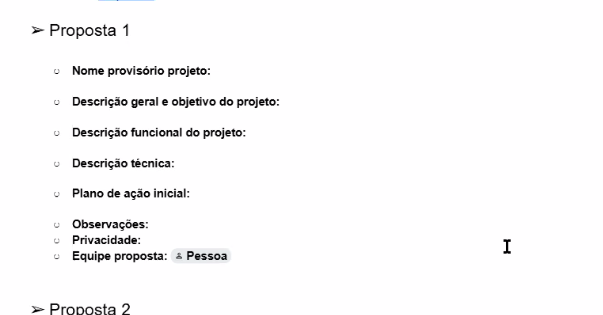 ➢ Proposta 1
○ Nome provisório projeto:
○ Descrição geral e objetivo do projeto:
○ Descrição funcional do projeto:
○ Descrição técnica:
○ Plano de ação inicial:
○ Observações:
○ Privacidade:
○ Equipe proposta: Pessoa
➢ Proposta 2